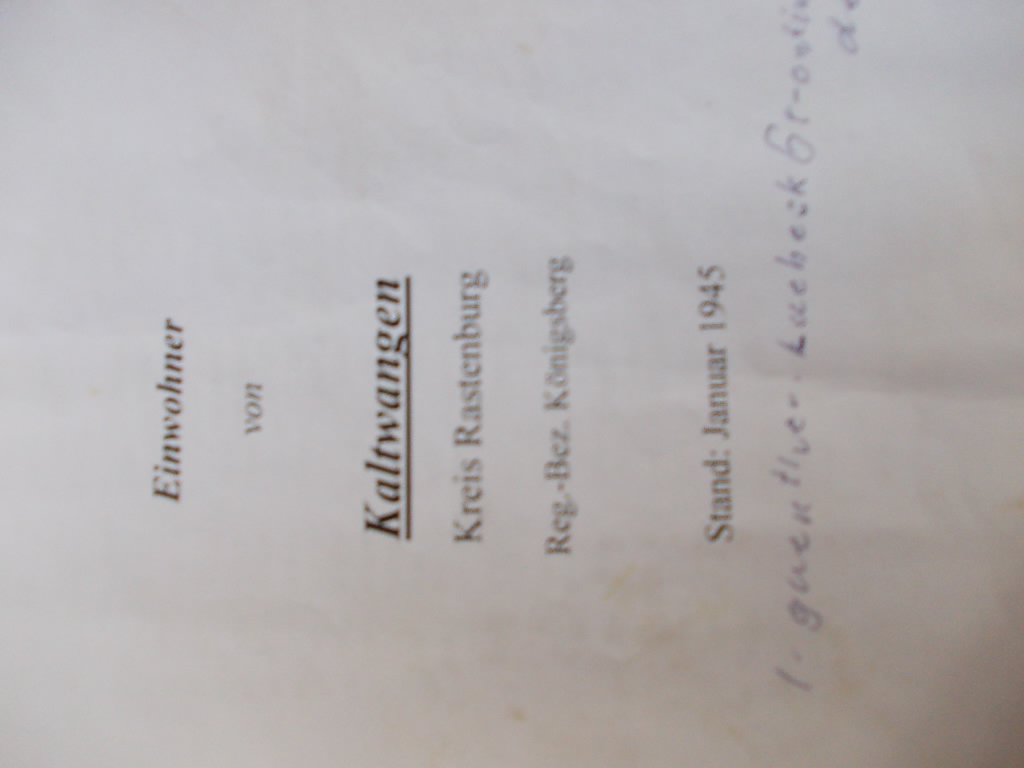 Einwohner
von
Kaltwangen
Kreis Rastenburg
Reg.-Bez. Königsberg
Stand: Januar 1945